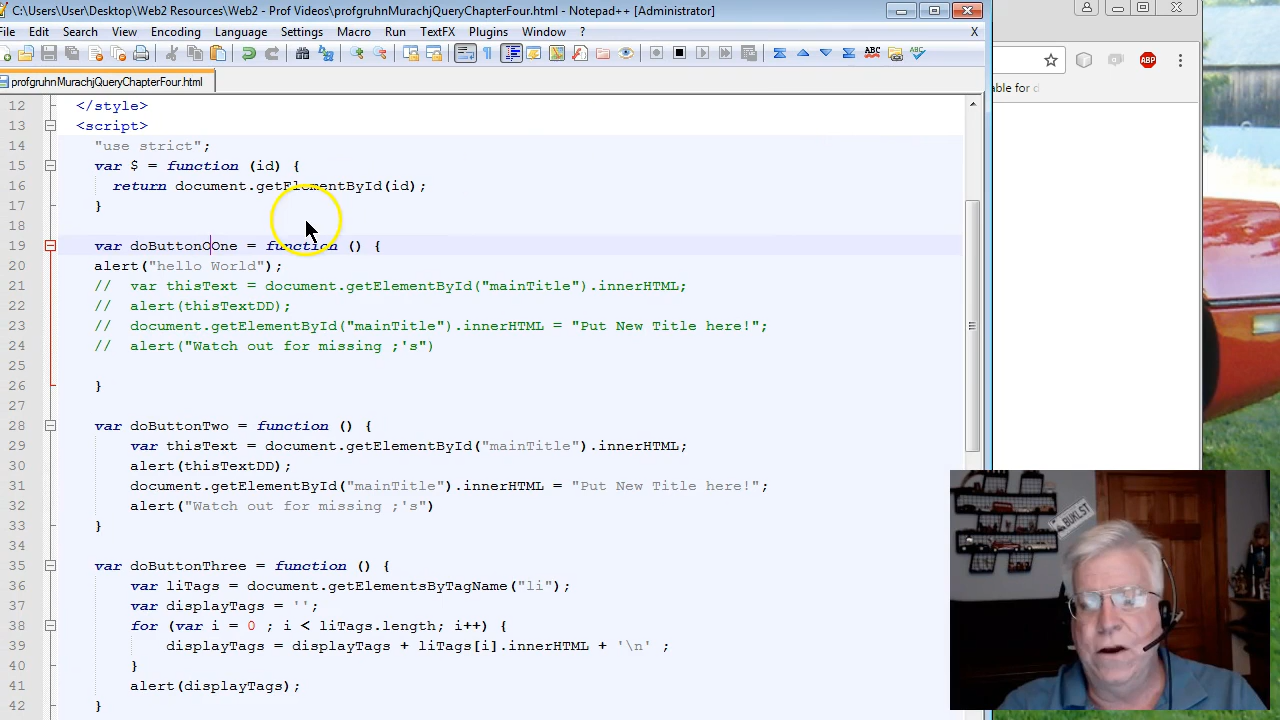 C:\Users\User\Desktop\Web2 Resources\Web2 - Prof Videos\profgruhnMurachjQueryChapterFour.html - Notepad++ [Administrator]
File Edit Search View Encoding Language Settings Macro Run TextFX Plugins Window ? X
profgruhnMurachjQueryChapterFour.html
ABP
able for d
12 </style>
13 <script>
14 "use strict";
15 var $ = function (id) {
16 return document.getElementById(id);
17 }
18
19 var doButtonOOne = function () {
20 alert("hello World");
21 // var thisText = document.getElementById("mainTitle").innerHTML;
22 // alert(thisTextDD);
23 // document.getElementById("mainTitle").innerHTML = "Put New Title here!";
24 // alert("Watch out for missing ;'s")
25
26 }
27
28 var doButtonTwo = function () {
29 var thisText = document.getElementById("mainTitle").innerHTML;
30 alert(thisTextDD);
31 document.getElementById("mainTitle").innerHTML = "Put New Title here!";
32 alert("Watch out for missing ;'s")
33 }
34
35 var doButtonThree = function () {
36 var liTags = document.getElementsByTagName("li");
37 var displayTags = '';
38 for (var i = 0 ; i < liTags.length; i++) {
39 displayTags = displayTags + liTags[i].innerHTML + '\n' ;
40 }
41 alert(displayTags);
42 }
BUKLST